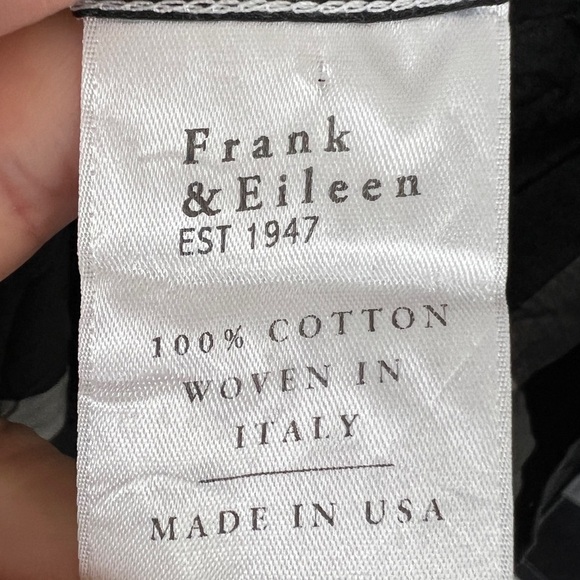 Frank
& Eileen
EST 1947
100% COTTON
WOVEN IN
ITALY
MADE IN USA